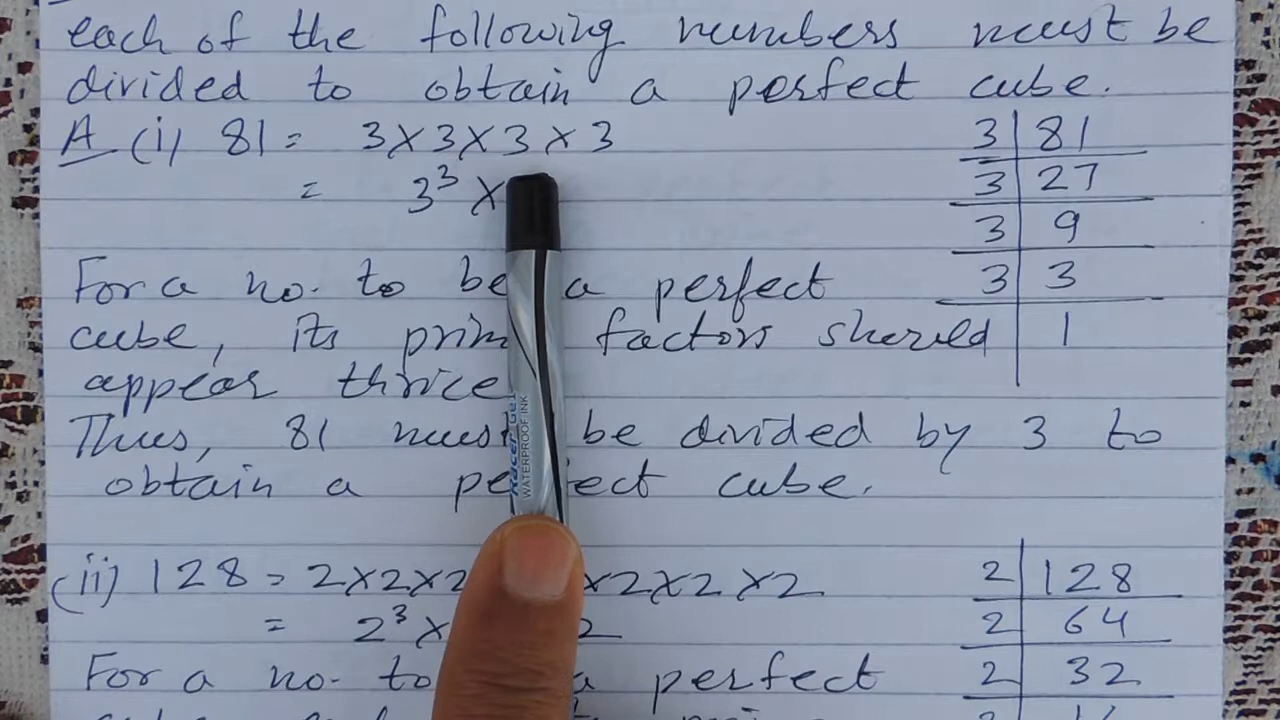 each of the following numbers must be
divided to obtain a perfect cube.
A (i) 81 = 3 × 3 × 3 × 3
= 3³ ×
For a no. to be a perfect
cube, its factors should
appear thrice
Thus, 81 must be divided by 3 to
obtain a perfect cube.
3 | 81
3 | 27
3 | 9
3 | 3
1
(ii) 128 = 2 × 2 × 2 × 2 × 2 × 2
= 2³ × 2
For a no. to a perfect
2 | 128
2 | 64
2 | 32
Racer Gel
WATERPROOF INK